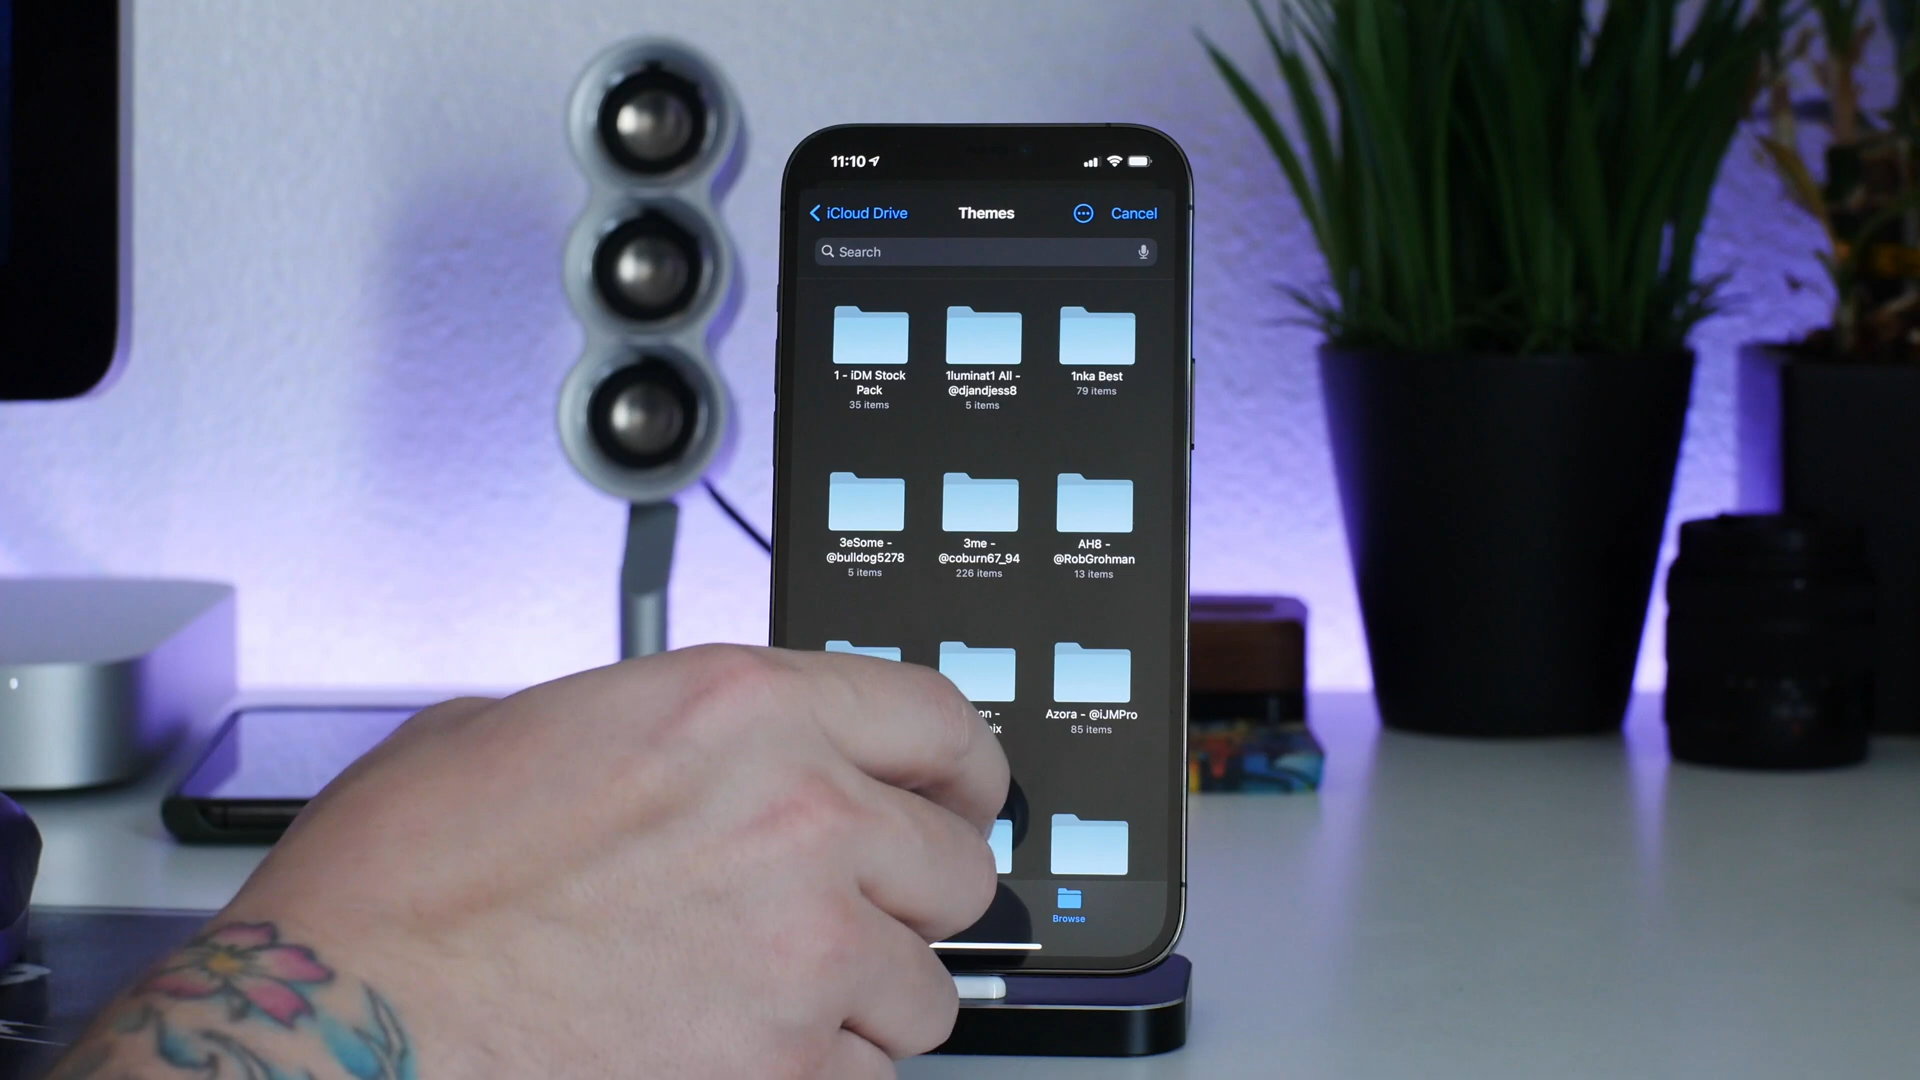 11:10
iCloud Drive Themes Cancel
Search
1 - iDM Stock
Pack
35 items
1luminat1 All -
@djandjess8
5 items
1nka Best
79 items
3eSome -
@bulldog5278
5 items
3me -
@coburn67_94
226 items
AH8 -
@RobGrohman
13 items
Azora - @iJMPro
85 items
Browse